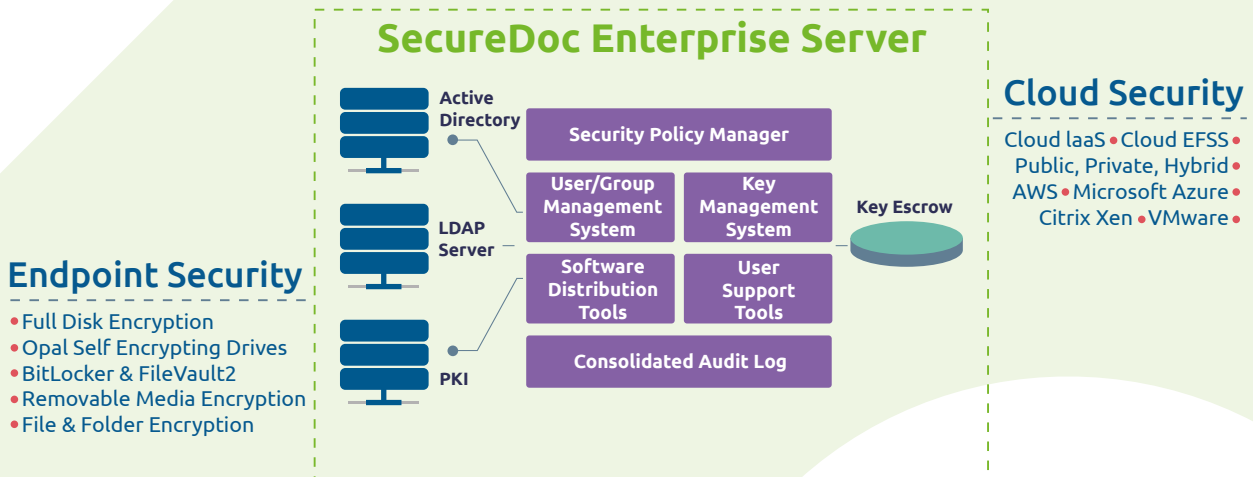 SecureDoc Enterprise Server
Endpoint Security
•Full Disk Encryption
•Opal Self Encrypting Drives
•BitLocker & FileVault2
•Removable Media Encryption
•File & Folder Encryption
Active
Directory
LDAP
Server
PKI
Security Policy Manager
User/Group
Management
System
Key
Management
System
Software
Distribution
Tools
User
Support
Tools
Consolidated Audit Log
Key Escrow
Cloud Security
Cloud laaS•Cloud EFSS•
Public, Private, Hybrid•
AWS•Microsoft Azure•
Citrix Xen•VMware•